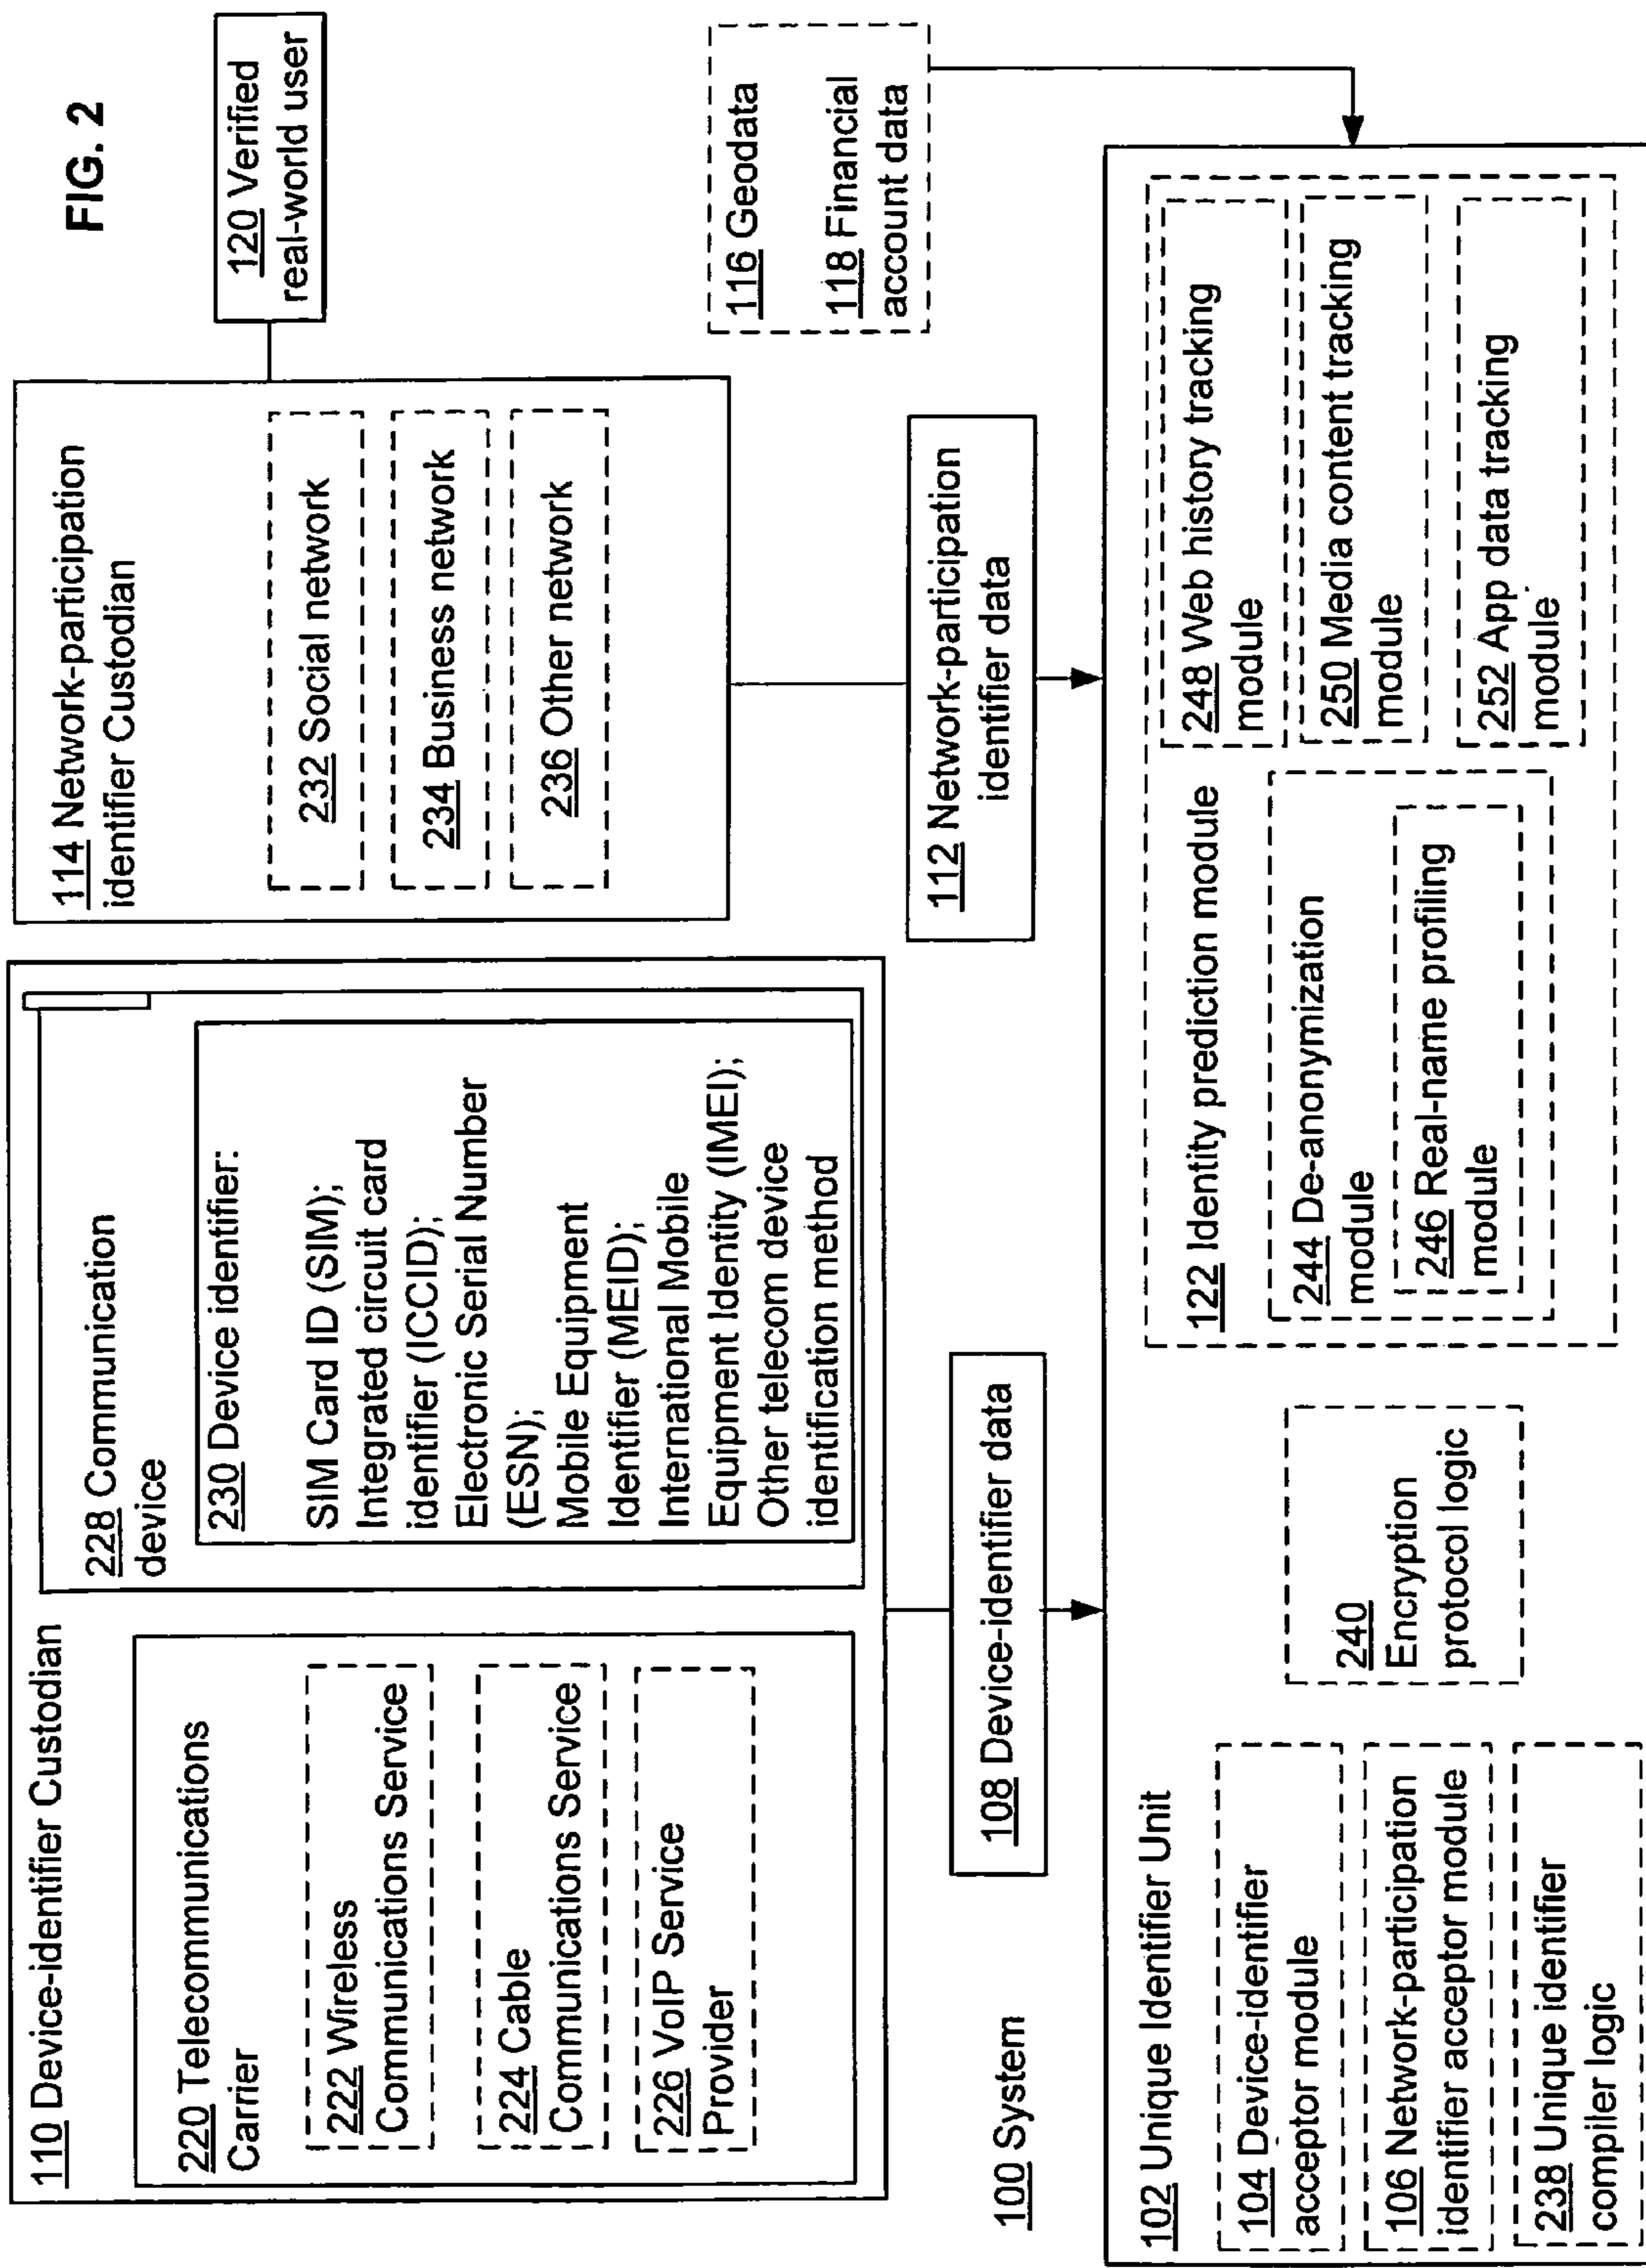 FIG. 2
110 Device-identifier Custodian
220 Telecommunications
Carrier
222 Wireless
Communications Service
224 Cable
Communications Service
226 VoIP Service
Provider
228 Communication
device
230 Device identifier:
SIM Card ID (SIM);
Integrated circuit card
identifier (ICCID);
Electronic Serial Number
(ESN);
Mobile Equipment
Identifier (MEID);
International Mobile
Equipment Identity (IMEI);
Other telecom device
identification method
114 Network-participation
identifier Custodian
232 Social network
234 Business network
236 Other network
120 Verified
real-world user
100 System
108 Device-identifier data
112 Network-participation
identifier data
116 Geodata
118 Financial
account data
102 Unique Identifier Unit
104 Device-identifier
acceptor module
106 Network-participation
identifier acceptor module
238 Unique identifier
compiler logic
240
Encryption
protocol logic
122 Identity prediction module
244 De-anonymization
module
246 Real-name profiling
module
248 Web history tracking
module
250 Media content tracking
module
252 App data tracking
module